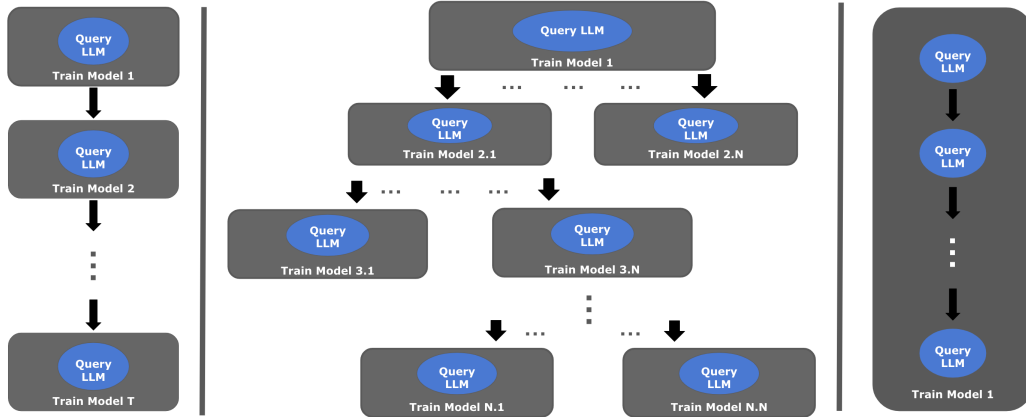 Query
LLM
Train Model 1
Query
LLM
Train Model 2
Query
LLM
Train Model T
Query LLM
Train Model 1
... ... ...
Query
LLM
Train Model 2.1
Query
LLM
Train Model 2.N
... ... ...
Query
LLM
Train Model 3.1
Query
LLM
Train Model 3.N
... ...
Query
LLM
Train Model N.1
Query
LLM
Train Model N.N
Query
LLM
Query
LLM
Query
LLM
Train Model 1